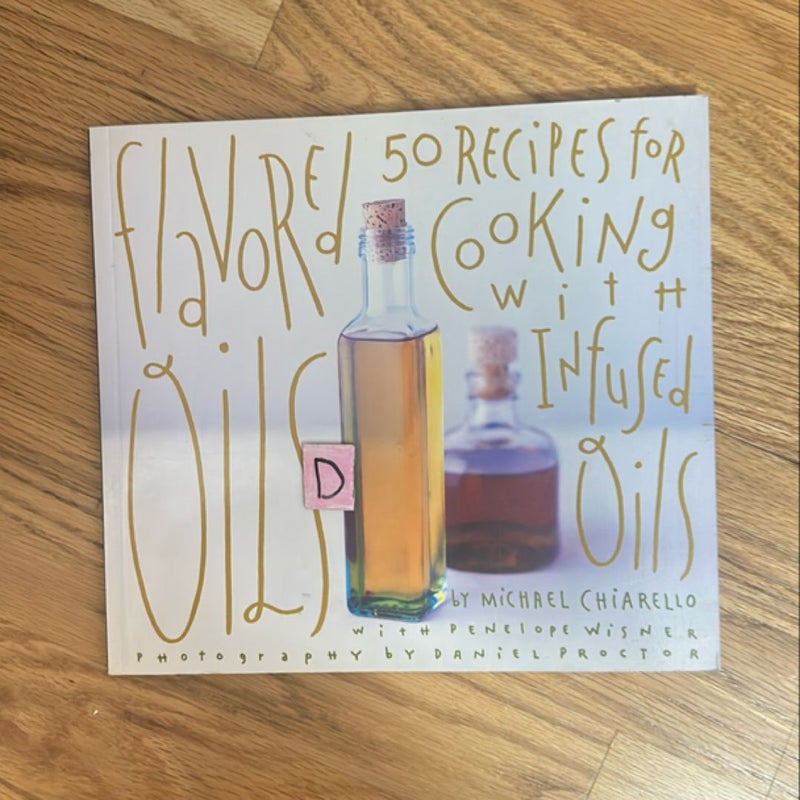 flavoRed
Oils
50 RECiPES foR
CooKiNg
with
INfuSEd
Oils
by MiCHAEL CHiARELLO
with PENELOPE WiSNER
PHotogrAPHY bY DANiEL PROCTOR
D